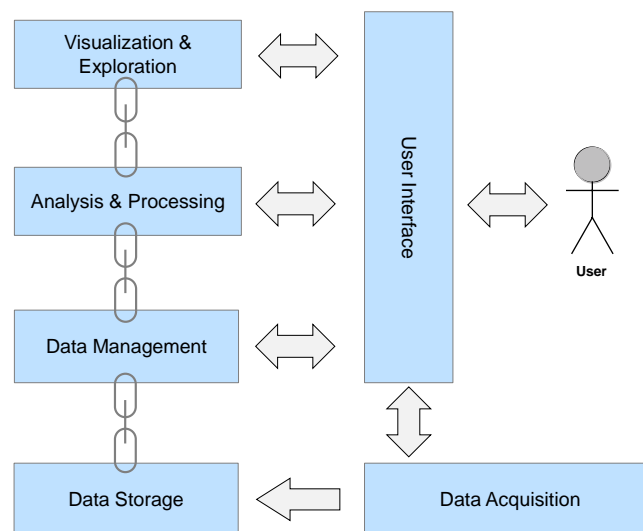 Visualization &
Exploration
Analysis & Processing
User Interface
User
Data Management
Data Storage
Data Acquisition